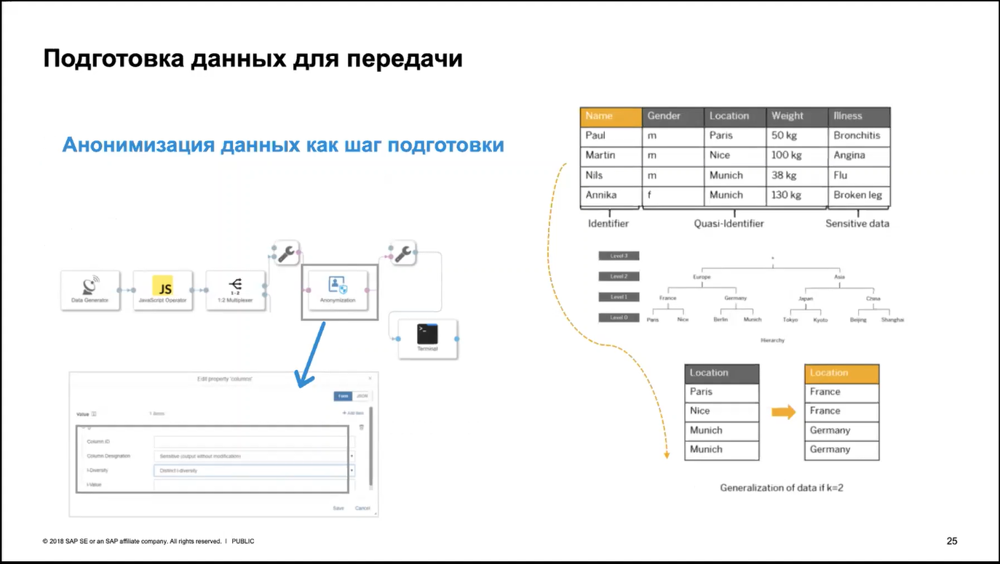 Подготовка данных для передачи
Анонимизация данных как шаг подготовки
Data Generator
JS
JavaScript Operator
1 - 2
1:2 Multiplexer
Anonymization
>_
Terminal
Edit property 'columns'
×
Form JSON
Value
1 items
+ Add Item
Column ID
Column Designation
Sensitive (output without modification)
l-Diversity
Distinct l-diversity
l-Value
Save Cancel
Name Gender Location Weight Illness
Paul m Paris 50 kg Bronchitis
Martin m Nice 100 kg Angina
Nils m Munich 38 kg Flu
Annika f Munich 130 kg Broken leg
Identifier Quasi-Identifier Sensitive data
Level 3 *
Level 2 Europe Asia
Level 1 France Germany Japan China
Level 0 Paris Nice Berlin Munich Tokyo Kyoto Beijing Shanghai
Hierarchy
Location Location
Paris France
Nice France
Munich Germany
Munich Germany
Generalization of data if k=2
© 2018 SAP SE or an SAP affiliate company. All rights reserved. ǀ PUBLIC
25